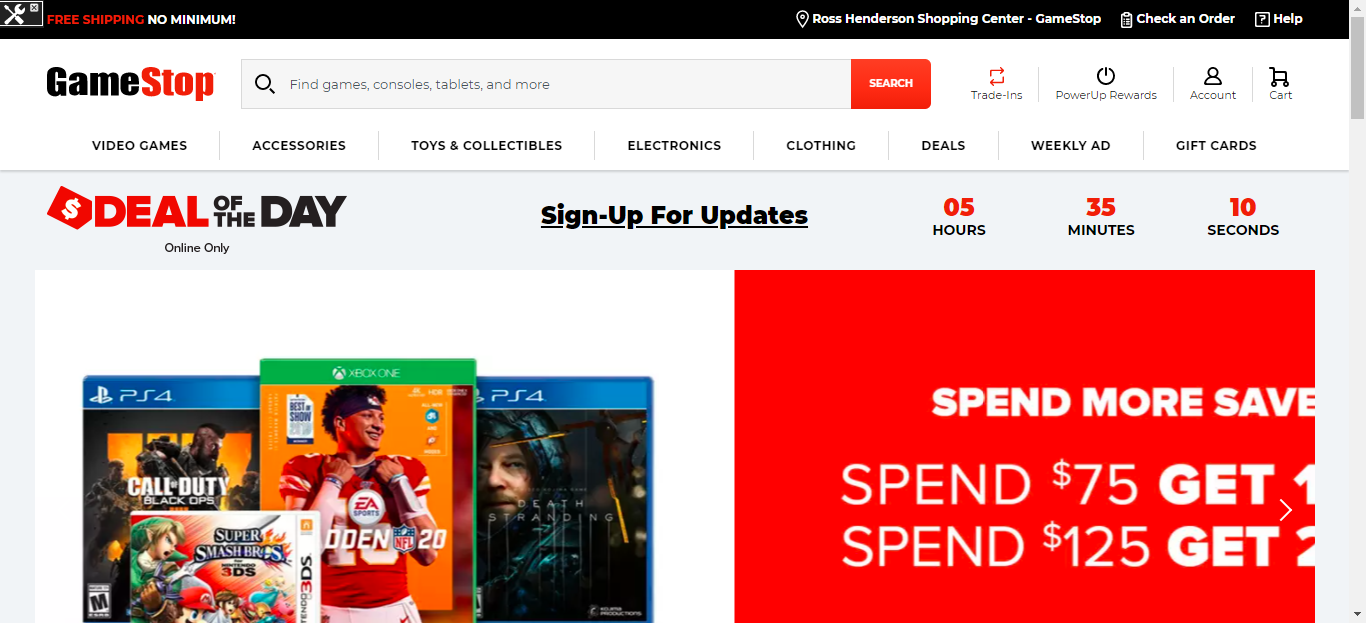 FREE SHIPPING NO MINIMUM!
Ross Henderson Shopping Center - GameStop
Check an Order
Help
GameStop
Find games, consoles, tablets, and more
SEARCH
Trade-Ins
PowerUp Rewards
Account
Cart
VIDEO GAMES
ACCESSORIES
TOYS & COLLECTIBLES
ELECTRONICS
CLOTHING
DEALS
WEEKLY AD
GIFT CARDS
DEAL OF THE DAY
Online Only
Sign-Up For Updates
05 HOURS
35 MINUTES
10 SECONDS
SPEND MORE SAVE
SPEND $75 GET 1
SPEND $125 GET 2
PS4
CALL OF DUTY
BLACK OPS
XBOX ONE
BEST OF
SHOW
EA
SPORTS
DDEN NFL 20
PS4
DEATH
STRANDING
KOJIMA
PRODUCTIONS
SUPER
SMASH BROS.
3DS
NTENDO 3DS
M